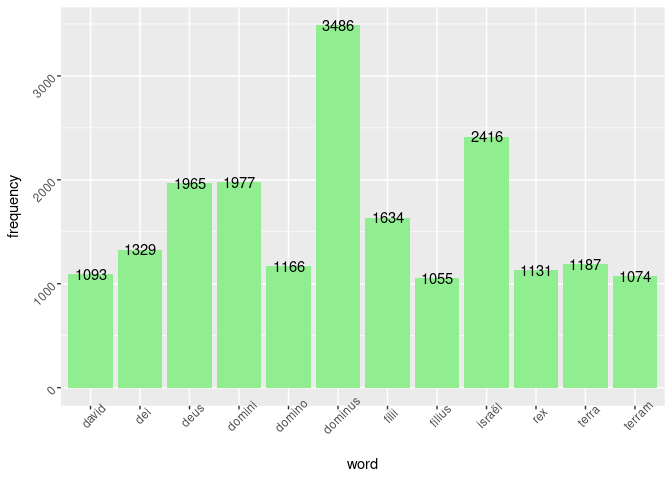 3486
3000
2416
2000
1965
1977
1634
1329
1166
1187
1131
1093
1055
1074
1000
0
frequency
david
dei
deus
domini
domino
dominus
filii
filius
israël
rex
terra
terram
word